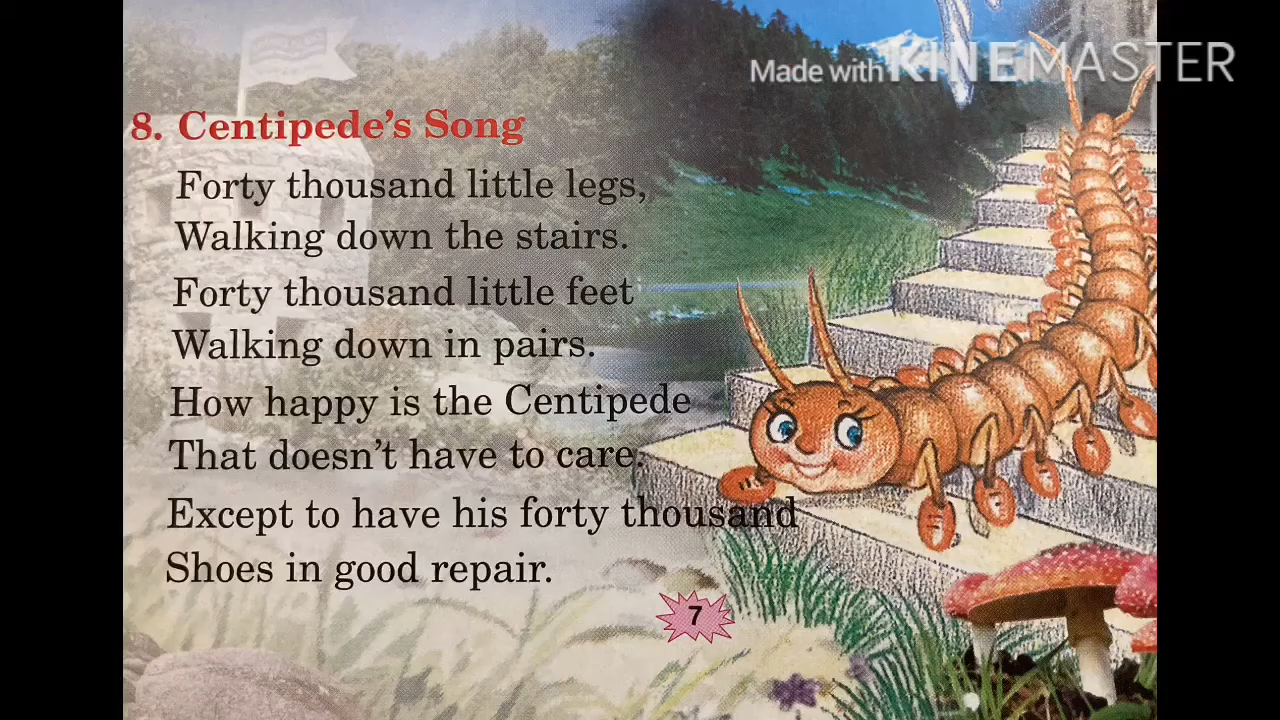 Made with KINEMASTER
8. Centipede's Song
Forty thousand little legs,
Walking down the stairs.
Forty thousand little feet
Walking down in pairs.
How happy is the Centipede
That doesn't have to care.
Except to have his forty thousand
Shoes in good repair.
7